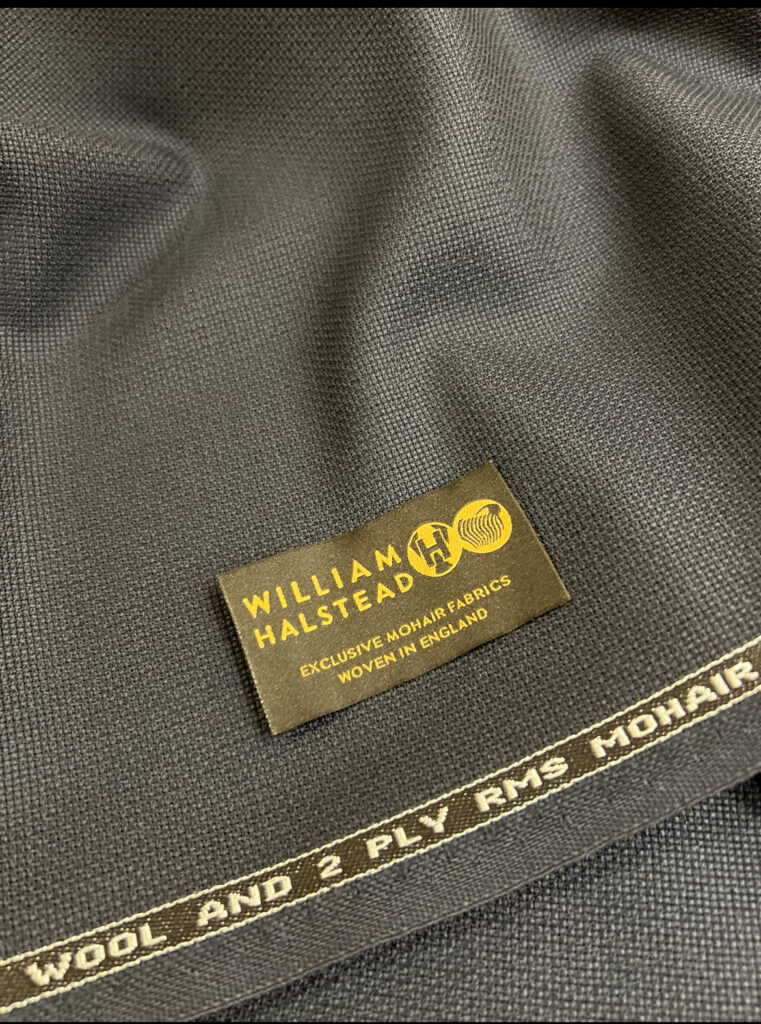 WILLIAM
HALSTEAD
H
EXCLUSIVE MOHAIR FABRICS
WOVEN IN ENGLAND
WOOL AND 2 PLY RMS MOHAIR